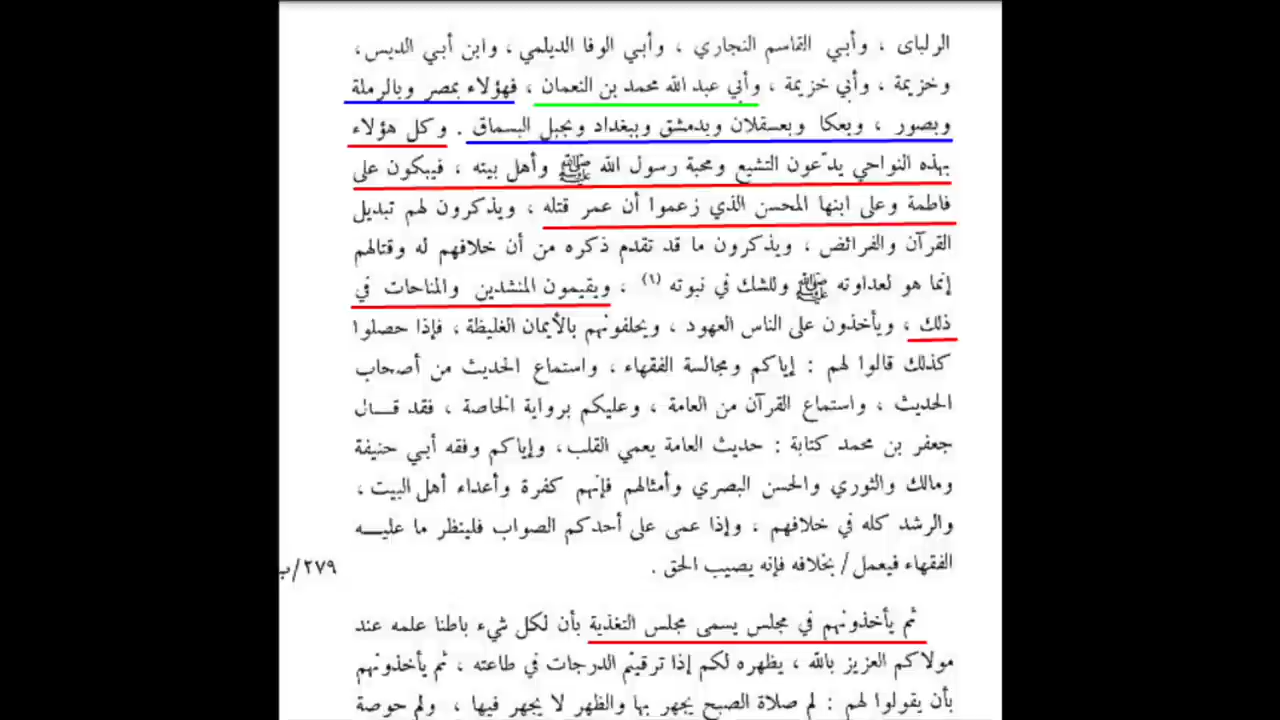 الرلباى ، وأبي القاسم النجاري ، وأبي الوفا الديلمي ، وابن أبي الديس ،
وخزيمة ، وأبي خزيمة ، وأبي عبد الله محمد بن النعمان ، فهؤلاء بمصر وبالرملة
وبصور ، وبعكا وبعسقلان وبدمشق وببغداد وبجبل البسماق . وكل هؤلاء
بهذه النواحي يدّعون التشيع ومحبة رسول الله ﷺ وأهل بيته ، فيبكون على
فاطمة وعلى ابنها المحسن الذي زعموا أن عمر قتله ، ويذكرون لهم تبديل
القرآن والفرائض ، ويذكرون ما قد تقدم ذكره من أن خلافهم له وقتالهم
إنما هو لعداوته ﷺ وللشك في نبوته (٦) ، ويقيمون المنشدين والمناحات في
ذلك ، ويأخذون على الناس العهود ، ويحلفونهم بالأيمان الغليظة ، فإذا حصلوا
كذلك قالوا لهم : إياكم ومجالسة الفقهاء ، واستماع الحديث من أصحاب
الحديث ، واستماع القرآن من العامة ، وعليكم برواية الخاصة ، فقد قال
جعفر بن محمد كتابة : حديث العامة يعمي القلب ، وإياكم وفقه أبي حنيفة
ومالك والثوري والحسن البصري وأمثالهم فإنهم كفرة وأعداء أهل البيت ،
والرشد كله في خلافهم ، وإذا عمى على أحدكم الصواب فلينظر ما عليه
الفقهاء فيعمل / بخلافه فإنه يصيب الحق . ٢٧٩/ب
ثم يأخذونهم في مجلس يسمى مجلس التغذية بأن لكل شيء باطنا علمه عند
مولاكم العزيز بالله ، يظهره لكم إذا ترقيتم الدرجات في طاعته ، ثم يأخذونهم
بأن يقولوا لهم : لم صلاة الصبح يجهر بها والظهر لا يجهر فيها ، ولم حوصة